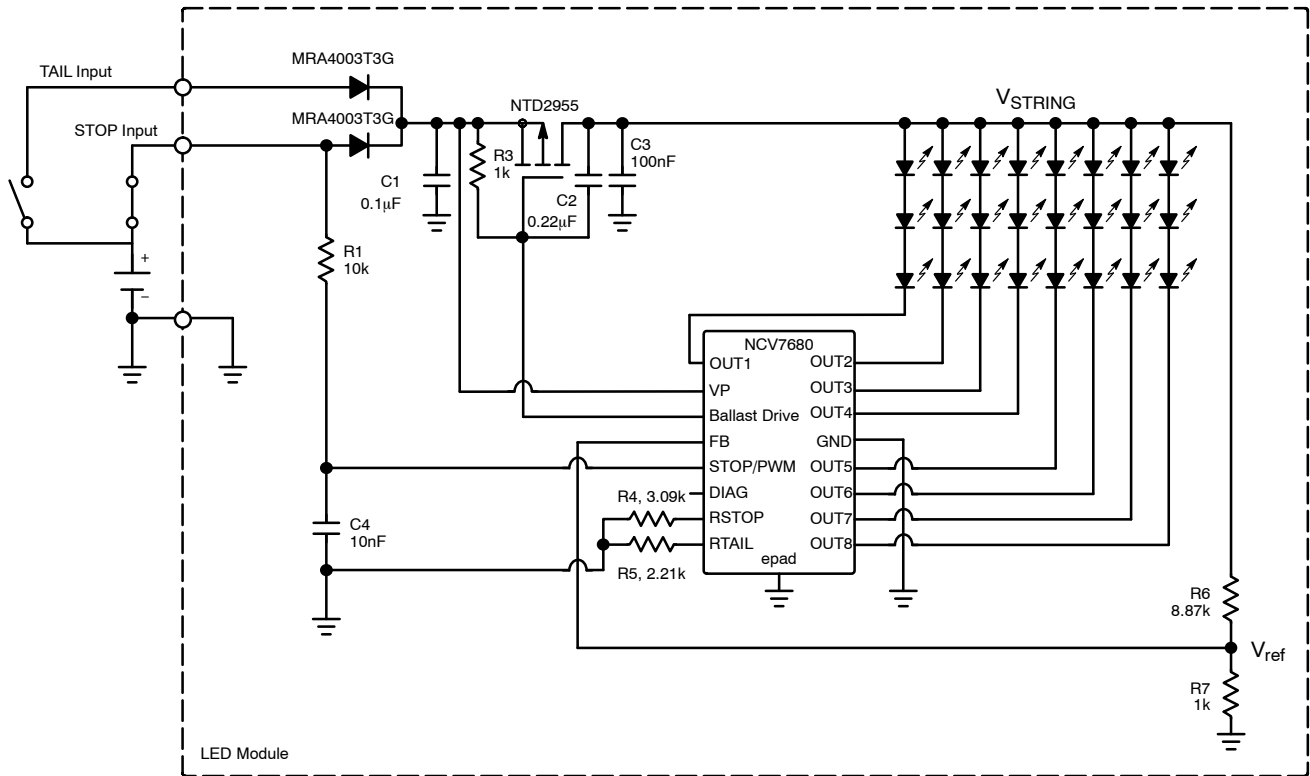 MRA4003T3G
TAIL Input
MRA4003T3G
STOP Input
NTD2955
V_STRING
R3
1k
C3
100nF
C1
0.1μF
C2
0.22μF
R1
10k
+
−
NCV7680
OUT1
OUT2
VP
OUT3
Ballast Drive
OUT4
FB
GND
STOP/PWM
OUT5
DIAG
OUT6
R4, 3.09k
RSTOP
OUT7
RTAIL
OUT8
epad
R5, 2.21k
C4
10nF
R6
8.87k
V_ref
R7
1k
LED Module